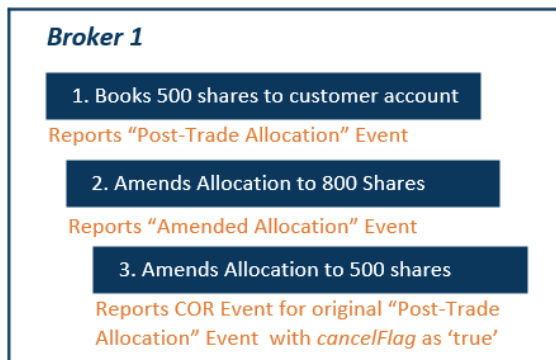 Broker 1
1. Books 500 shares to customer account
Reports “Post-Trade Allocation” Event
2. Amends Allocation to 800 Shares
Reports “Amended Allocation” Event
3. Amends Allocation to 500 shares
Reports COR Event for original “Post-Trade
Allocation” Event with cancelFlag as ‘true’